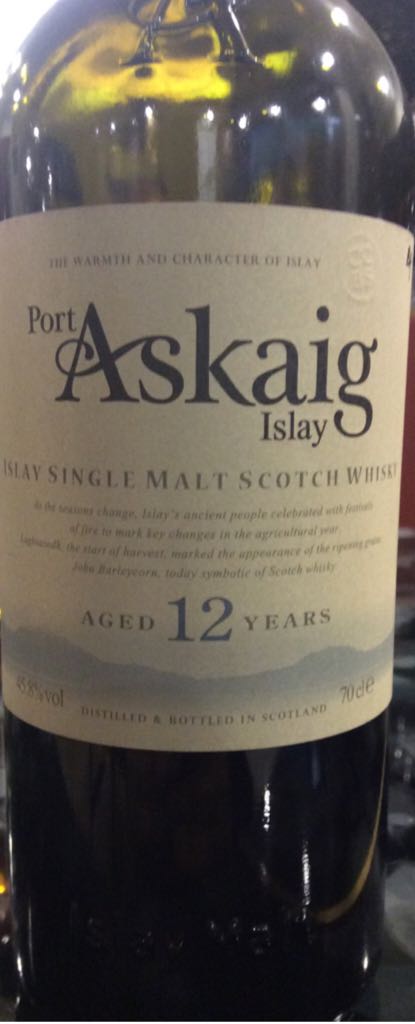 THE WARMTH AND CHARACTER OF ISLAY
Port
Askaig
Islay
ISLAY SINGLE MALT SCOTCH WHISKY
As the seasons change, Islay's ancient people celebrated with festivals
of fire to mark key changes in the agricultural year.
the start of harvest, marked the appearance of the ripening grain.
John Barleycorn, today symbolic of Scotch whisky
AGED 12 YEARS
45.8%vol
70cle
DISTILLED & BOTTLED IN SCOTLAND